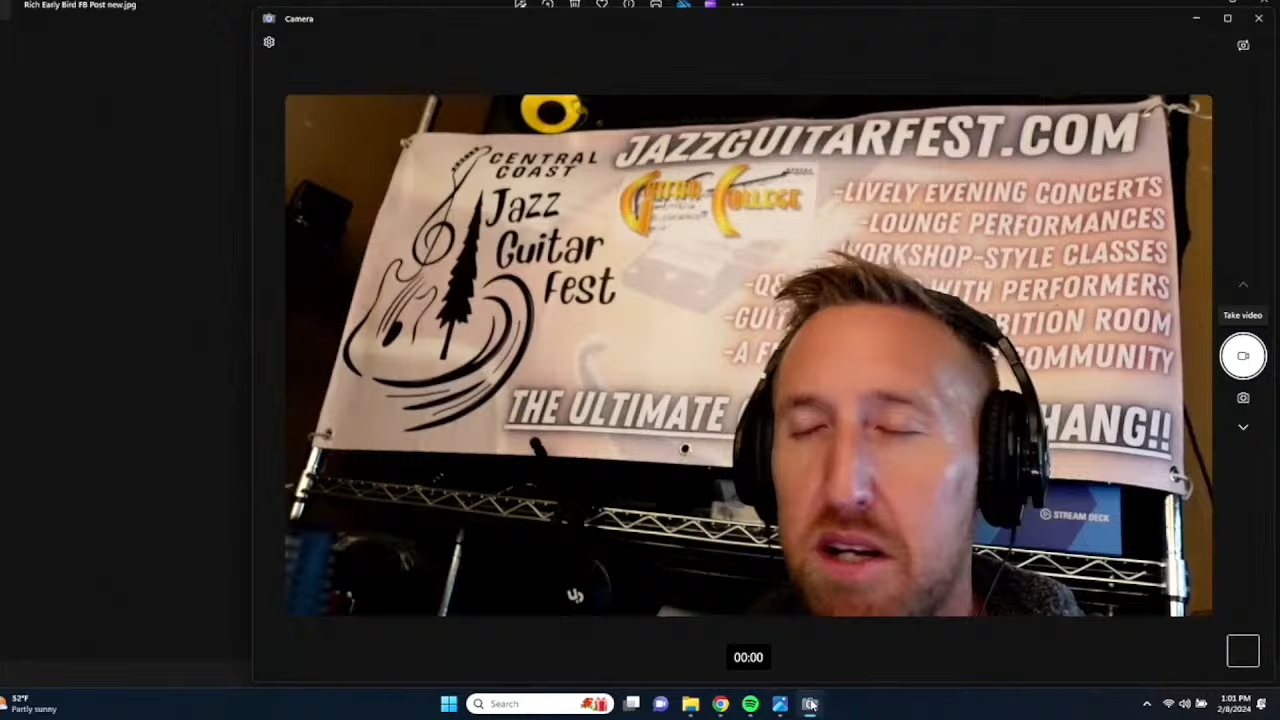 Rich Early Bird FB Post new.jpg
Camera
JAZZGUITARFEST.COM
CENTRAL
COAST
Jazz
Guitar
Fest
GUITAR COLLEGE
-LIVELY EVENING CONCERTS
-LOUNGE PERFORMANCES
WORKSHOP-STYLE CLASSES
WITH PERFORMERS
ROOM
THE ULTIMATE
HANG!!
STREAM DECK
Take video
00:00
52°F
Partly sunny
Search
1:01 PM
2/8/2024